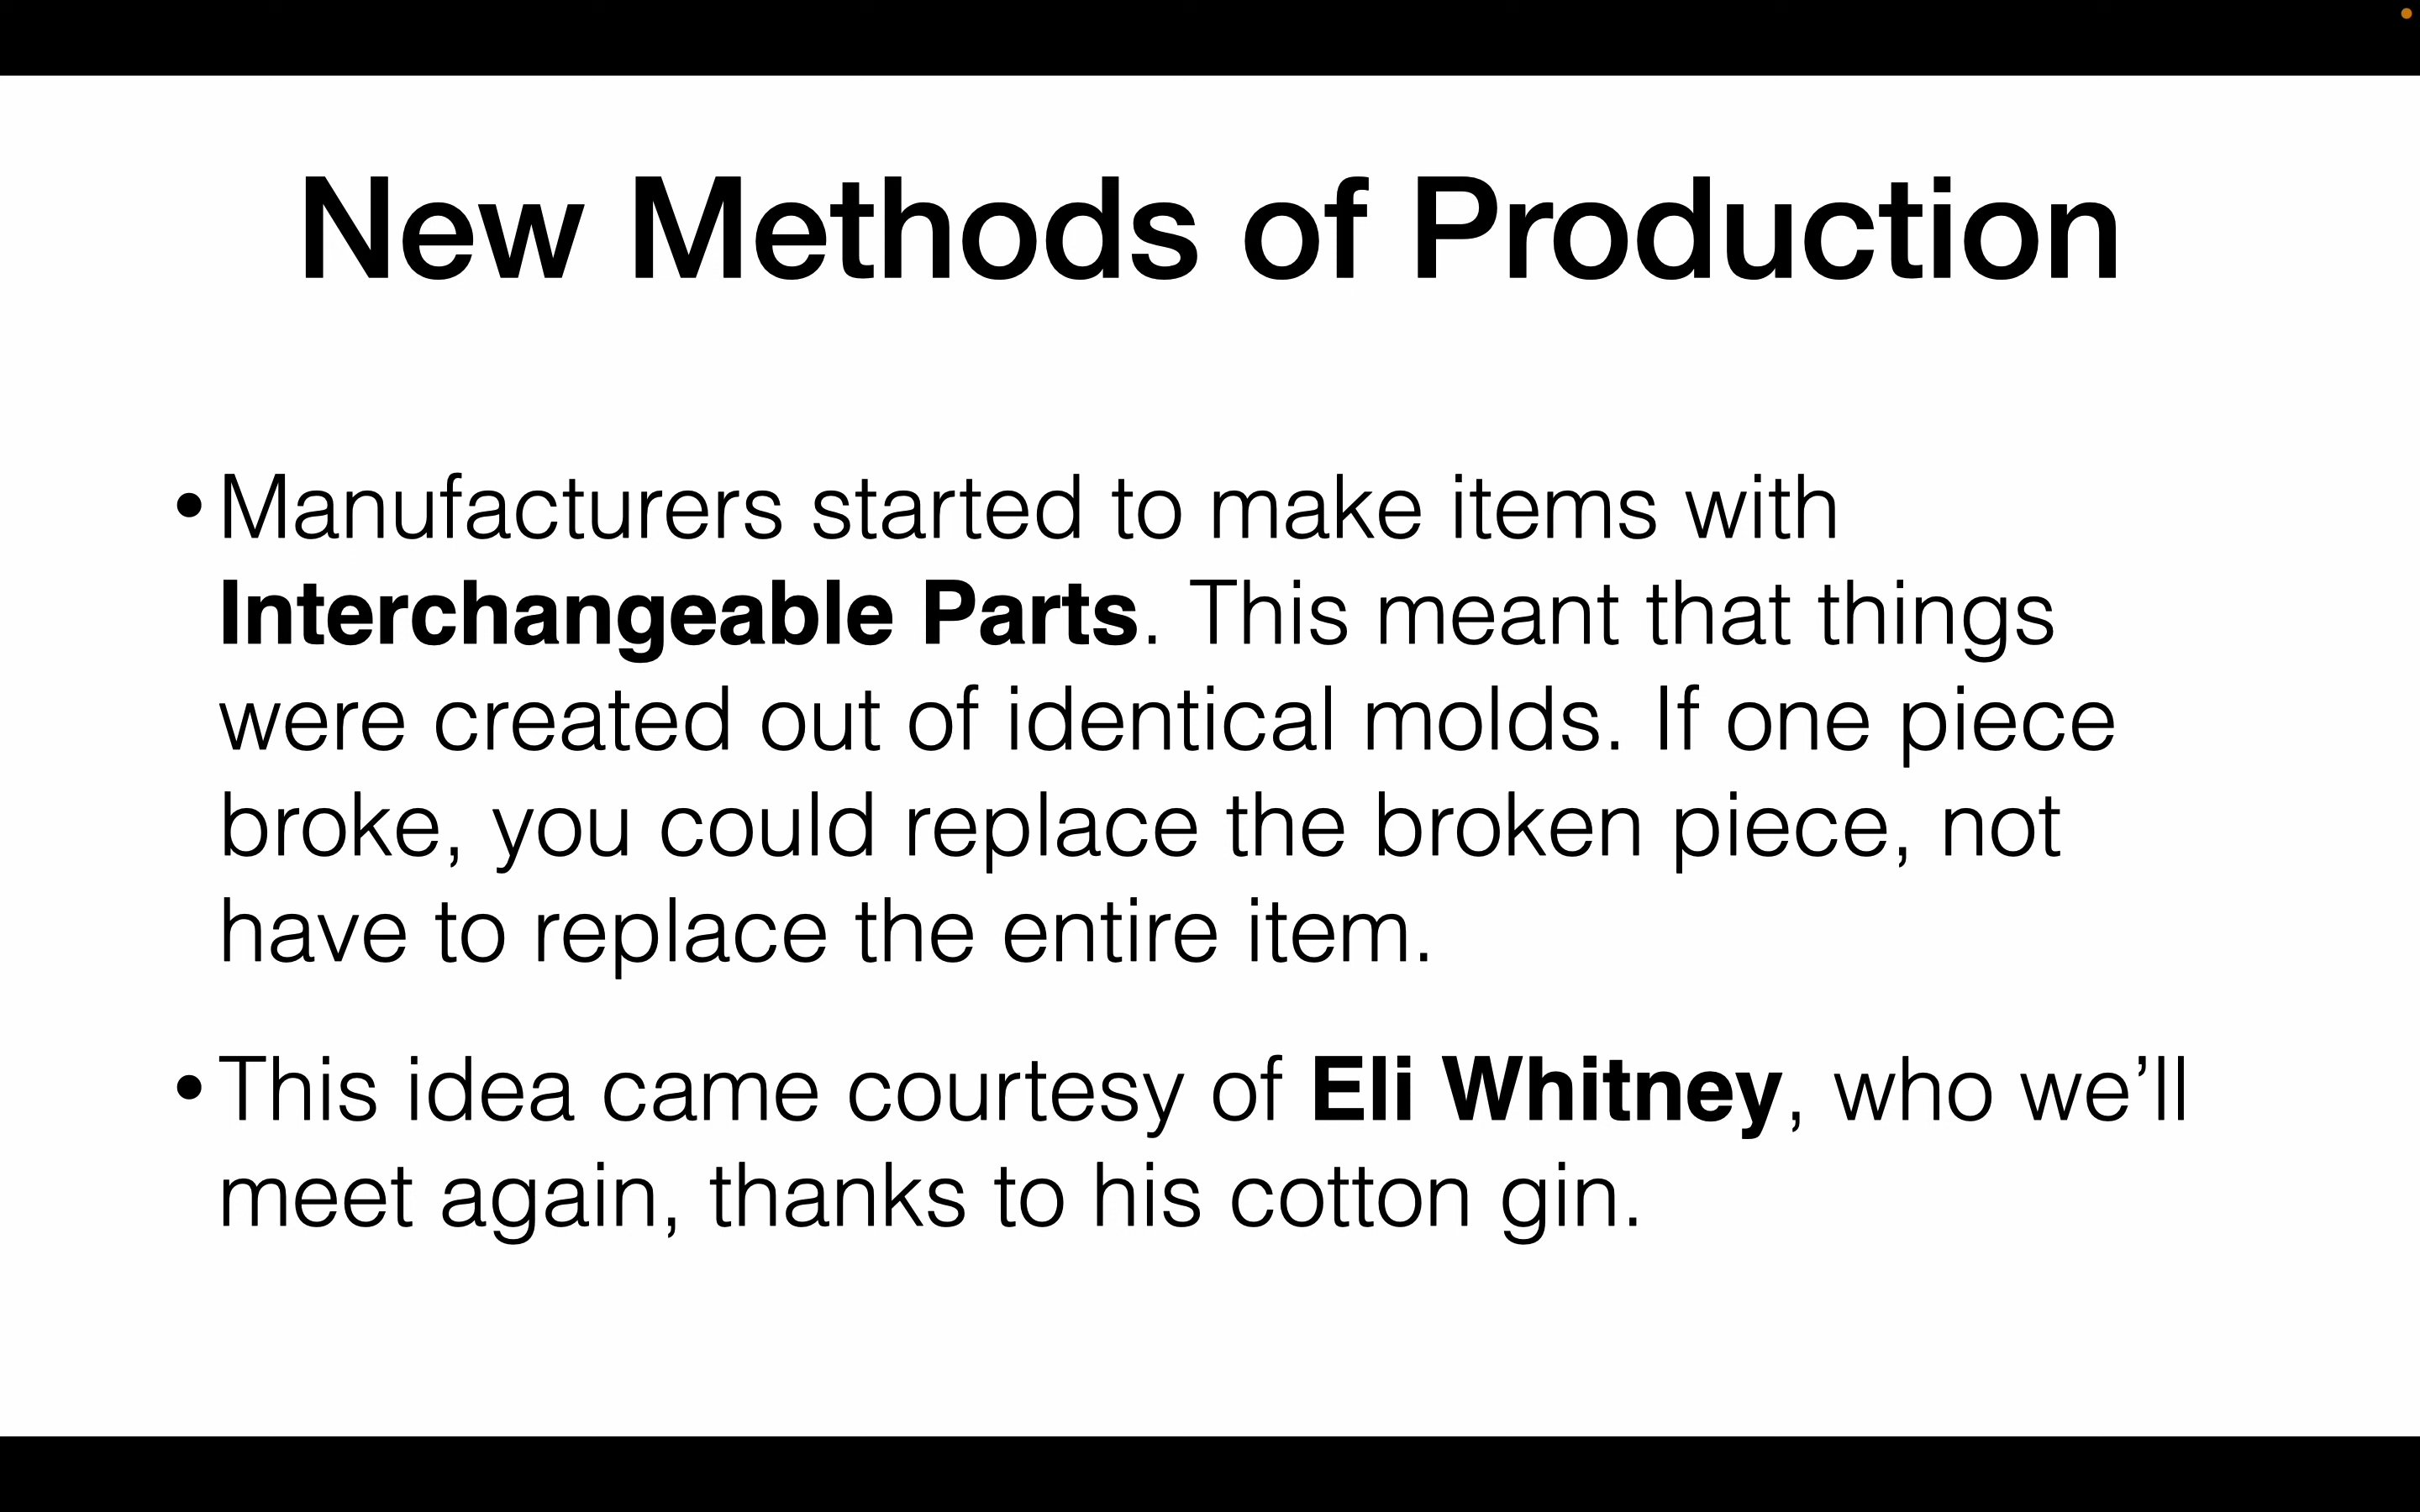 New Methods of Production
• Manufacturers started to make items with
Interchangeable Parts. This meant that things
were created out of identical molds. If one piece
broke, you could replace the broken piece, not
have to replace the entire item.
• This idea came courtesy of Eli Whitney, who we’ll
meet again, thanks to his cotton gin.